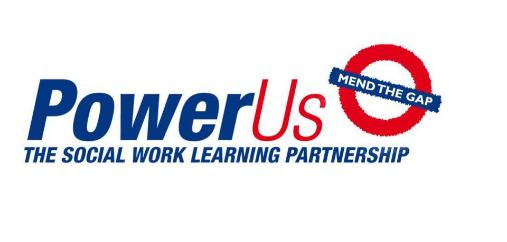 MEND THE GAP
PowerUs
THE SOCIAL WORK LEARNING PARTNERSHIP